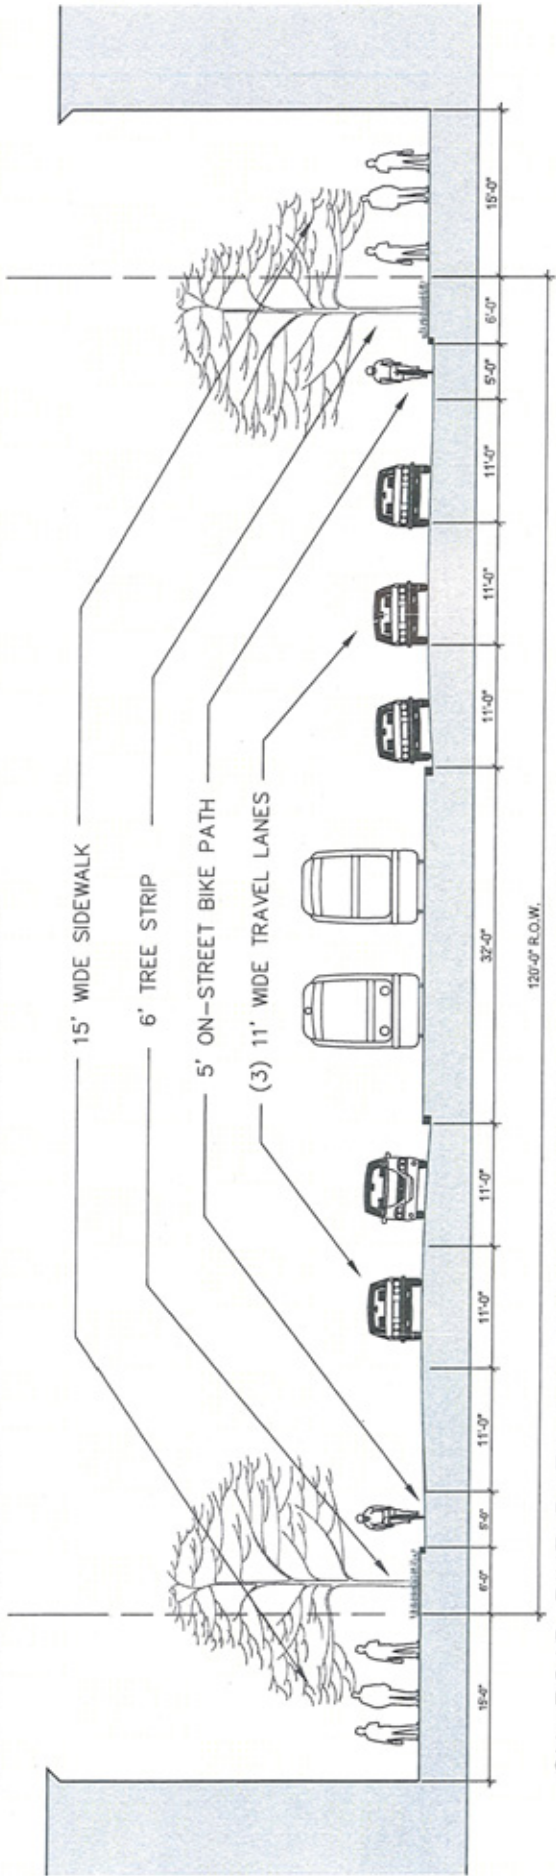 15' WIDE SIDEWALK
6' TREE STRIP
5' ON-STREET BIKE PATH
(3) 11' WIDE TRAVEL LANES
15'-0"
6'-0"
5'-0"
11'-0"
11'-0"
11'-0"
32'-0"
11'-0"
11'-0"
11'-0"
5'-0"
6'-0"
15'-0"
120'-0" R.O.W.